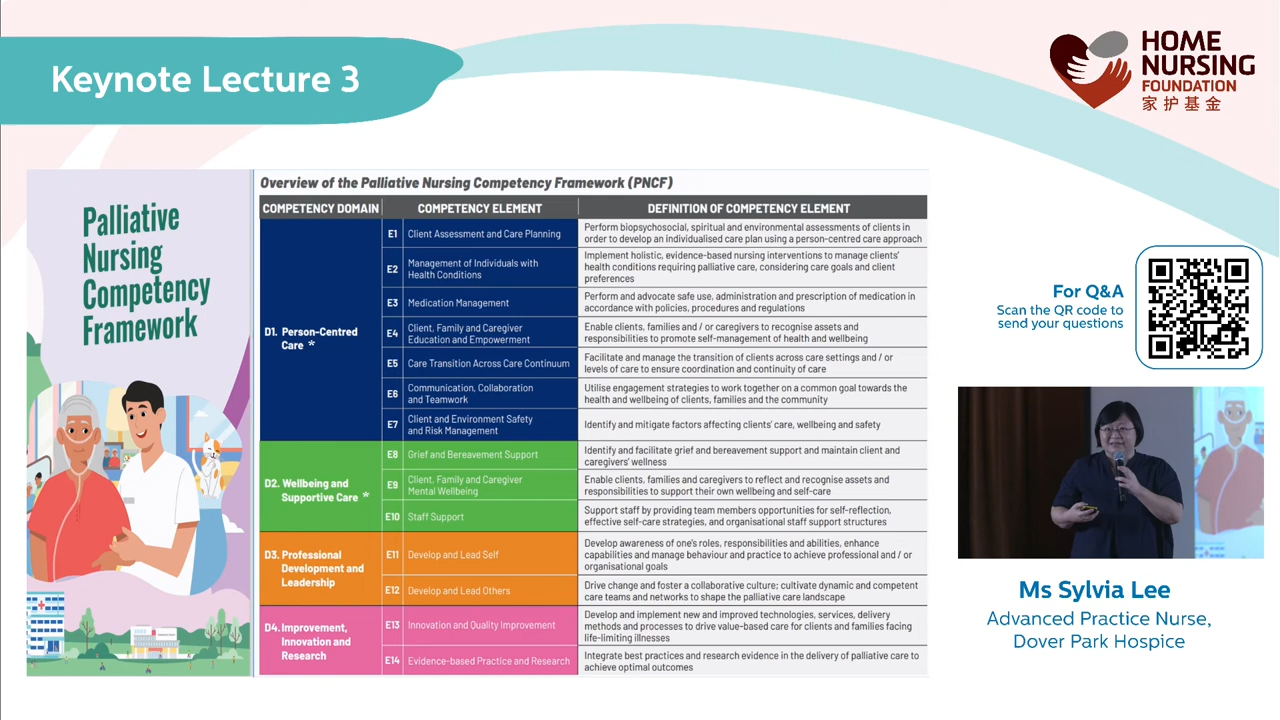 Keynote Lecture 3
HOME
NURSING
FOUNDATION
家护基金
Palliative
Nursing
Competency
Framework
Overview of the Palliative Nursing Competency Framework (PNCF)
COMPETENCY DOMAIN COMPETENCY ELEMENT DEFINITION OF COMPETENCY ELEMENT
D1. Person-Centred
Care *
E1 Client Assessment and Care Planning
Perform biopsychosocial, spiritual and environmental assessments of clients in
order to develop an individualised care plan using a person-centred care approach
E2 Management of Individuals with
Health Conditions
Implement holistic, evidence-based nursing interventions to manage clients'
health conditions requiring palliative care, considering care goals and client
preferences
E3 Medication Management
Perform and advocate safe use, administration and prescription of medication in
accordance with policies, procedures and regulations
E4 Client, Family and Caregiver
Education and Empowerment
Enable clients, families and / or caregivers to recognise assets and
responsibilities to promote self-management of health and wellbeing
E5 Care Transition Across Care Continuum
Facilitate and manage the transition of clients across care settings and / or
levels of care to ensure coordination and continuity of care
E6 Communication, Collaboration
and Teamwork
Utilise engagement strategies to work together on a common goal towards the
health and wellbeing of clients, families and the community
E7 Client and Environment Safety
and Risk Management
Identify and mitigate factors affecting clients' care, wellbeing and safety
D2. Wellbeing and
Supportive Care *
E8 Grief and Bereavement Support
Identify and facilitate grief and bereavement support and maintain client and
caregivers' wellness
E9 Client, Family and Caregiver
Mental Wellbeing
Enable clients, families and caregivers to reflect and recognise assets and
responsibilities to support their own wellbeing and self-care
E10 Staff Support
Support staff by providing team members opportunities for self-reflection,
effective self-care strategies, and organisational staff support structures
D3. Professional
Development and
Leadership
E11 Develop and Lead Self
Develop awareness of one's roles, responsibilities and abilities, enhance
capabilities and manage behaviour and practice to achieve professional and / or
organisational goals
E12 Develop and Lead Others
Drive change and foster a collaborative culture; cultivate dynamic and competent
care teams and networks to shape the palliative care landscape
D4. Improvement,
Innovation and
Research
E13 Innovation and Quality Improvement
Develop and implement new and improved technologies, services, delivery
methods and processes to drive value-based care for clients and families facing
life-limiting illnesses
E14 Evidence-based Practice and Research
Integrate best practices and research evidence in the delivery of palliative care to
achieve optimal outcomes
For Q&A
Scan the QR code to
send your questions
Ms Sylvia Lee
Advanced Practice Nurse,
Dover Park Hospice